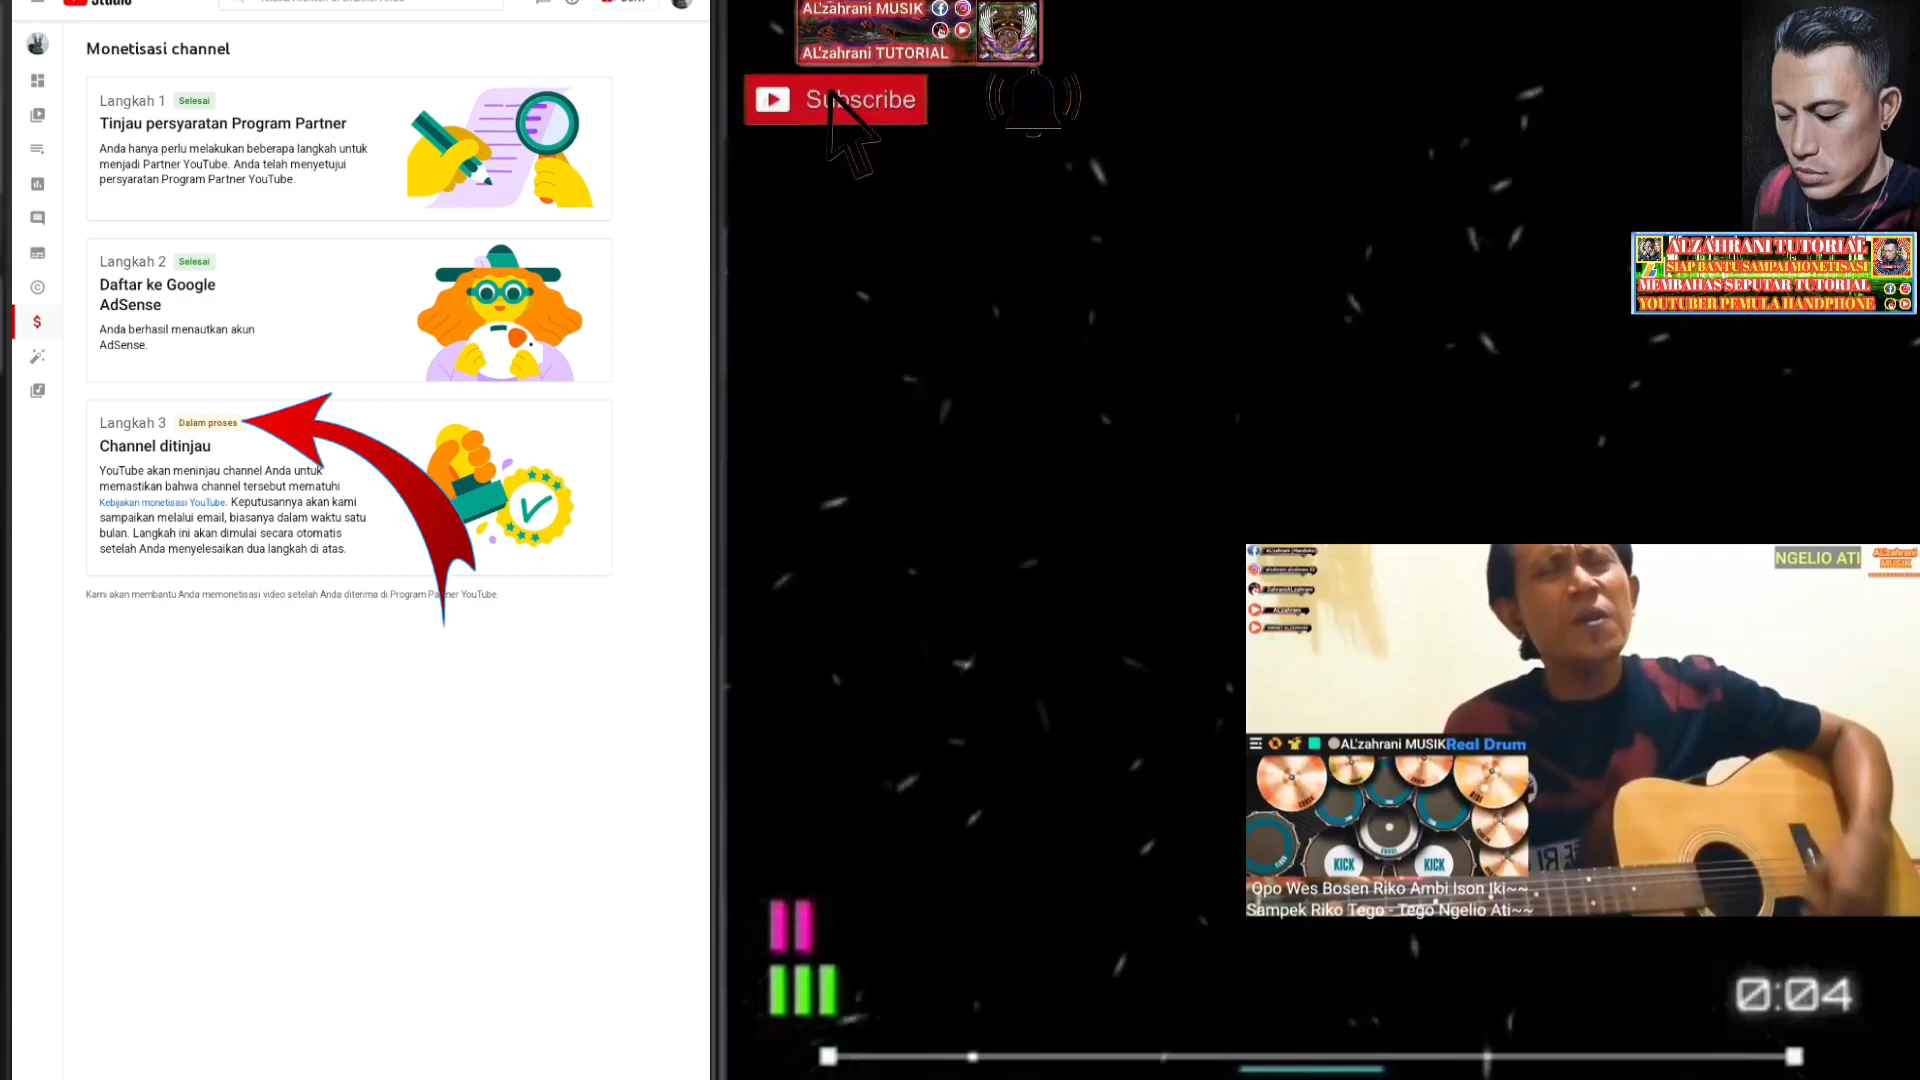 Studio
Monetisasi channel
Langkah 1 Selesai
Tinjau persyaratan Program Partner
Anda hanya perlu melakukan beberapa langkah untuk
menjadi Partner YouTube. Anda telah menyetujui
persyaratan Program Partner YouTube.
Langkah 2 Selesai
Daftar ke Google
AdSense
Anda berhasil menautkan akun
AdSense.
Langkah 3 Dalam proses
Channel ditinjau
YouTube akan meninjau channel Anda untuk
memastikan bahwa channel tersebut mematuhi
Kebijakan monetisasi YouTube. Keputusannya akan kami
sampaikan melalui email, biasanya dalam waktu satu
bulan. Langkah ini akan dimulai secara otomatis
setelah Anda menyelesaikan dua langkah di atas.
Kami akan membantu Anda memonetisasi video setelah Anda diterima di Program Partner YouTube.
AL'zahrani MUSIK
AL'zahrani TUTORIAL
Subscribe
ALZAHRANI TUTORIAL
SIAP BANTU SAMPAI MONETISASI
MEMBAHAS SEPUTAR TUTORIAL
YOUTUBER PEMULA HANDPHONE
NGELIO ATI
AL'zahrani
MUSIK
AL'zahrani MUSIK Real Drum
KICK KICK
Opo Wes Bosen Riko Ambi Ison Iki~~
Sampek Riko Tego - Tego Ngelio Ati~~
0:04